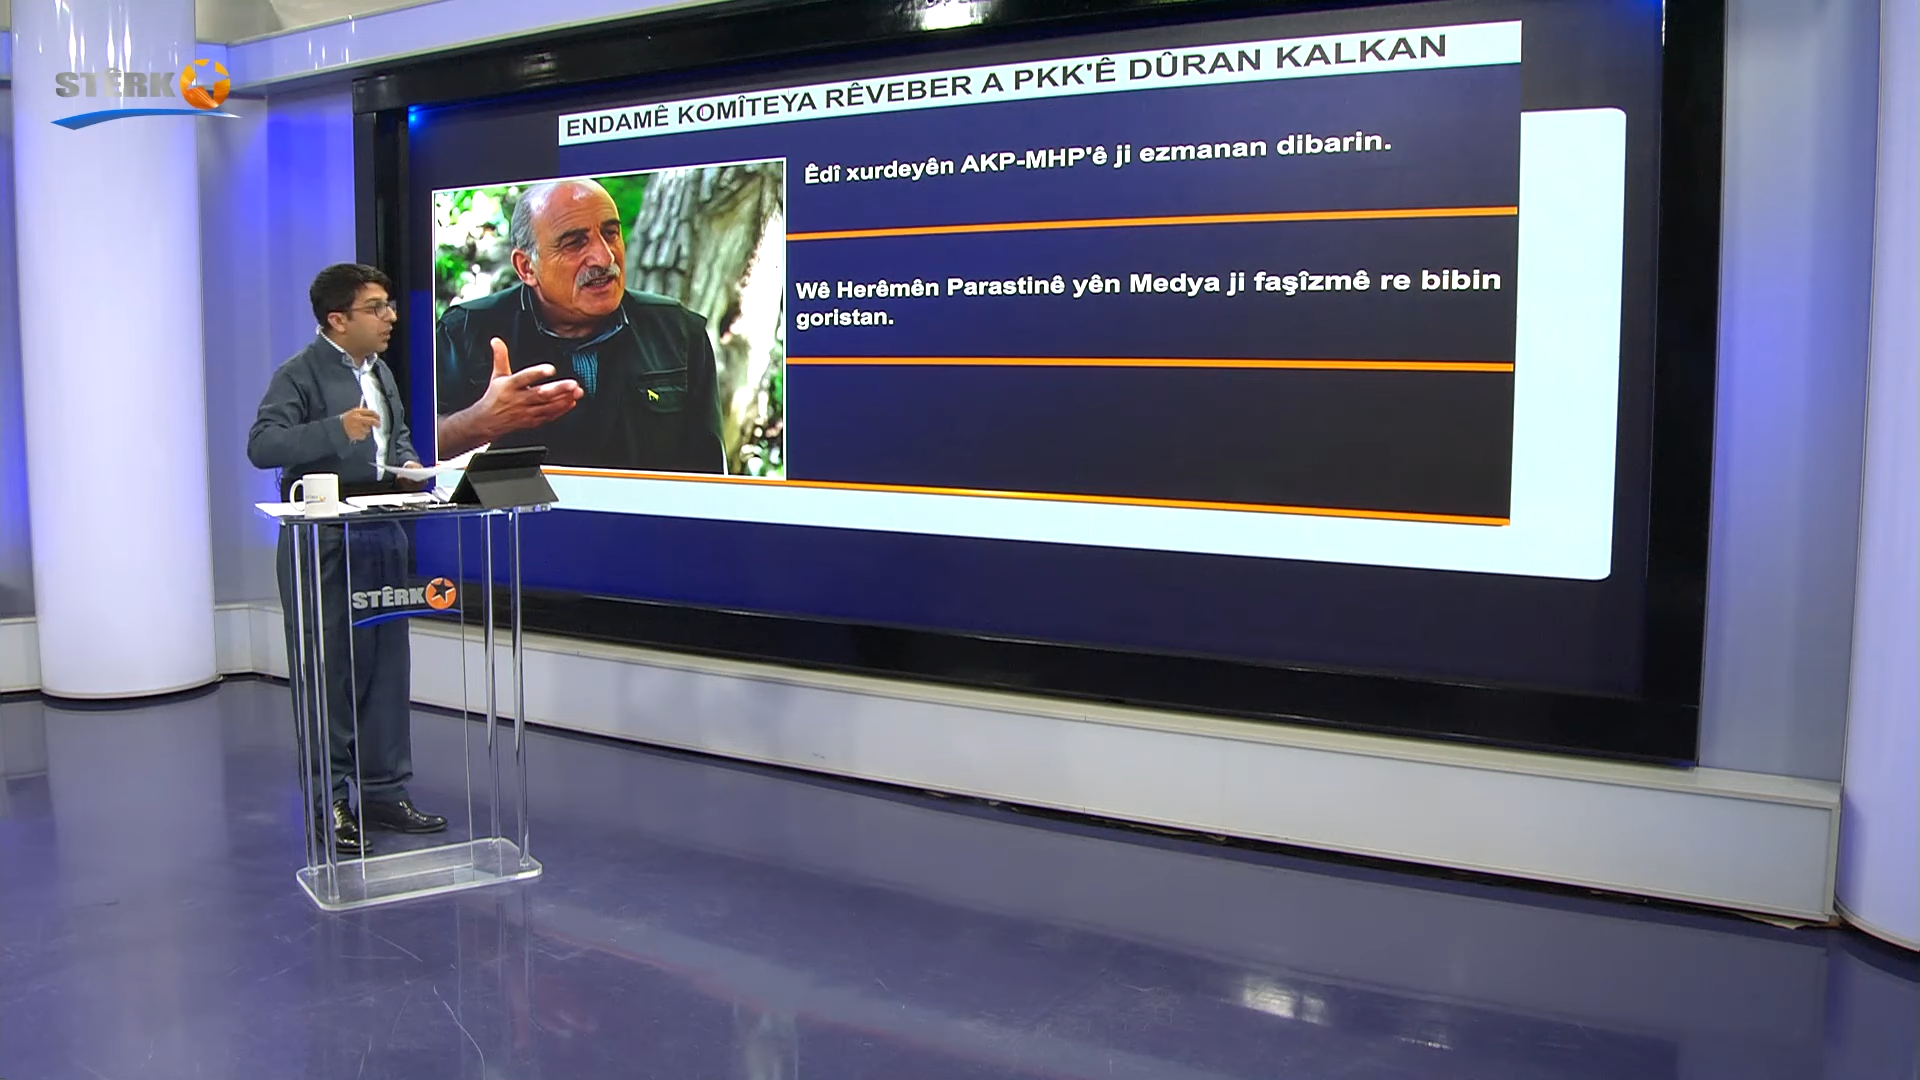 STÊRK
ENDAMÊ KOMÎTEYA RÊVEBER A PKK'Ê DÛRAN KALKAN
Êdî xurdeyên AKP-MHP'ê ji ezmanan dibarin.
Wê Herêmên Parastinê yên Medya ji faşîzmê re bibin
goristan.
STÊRK